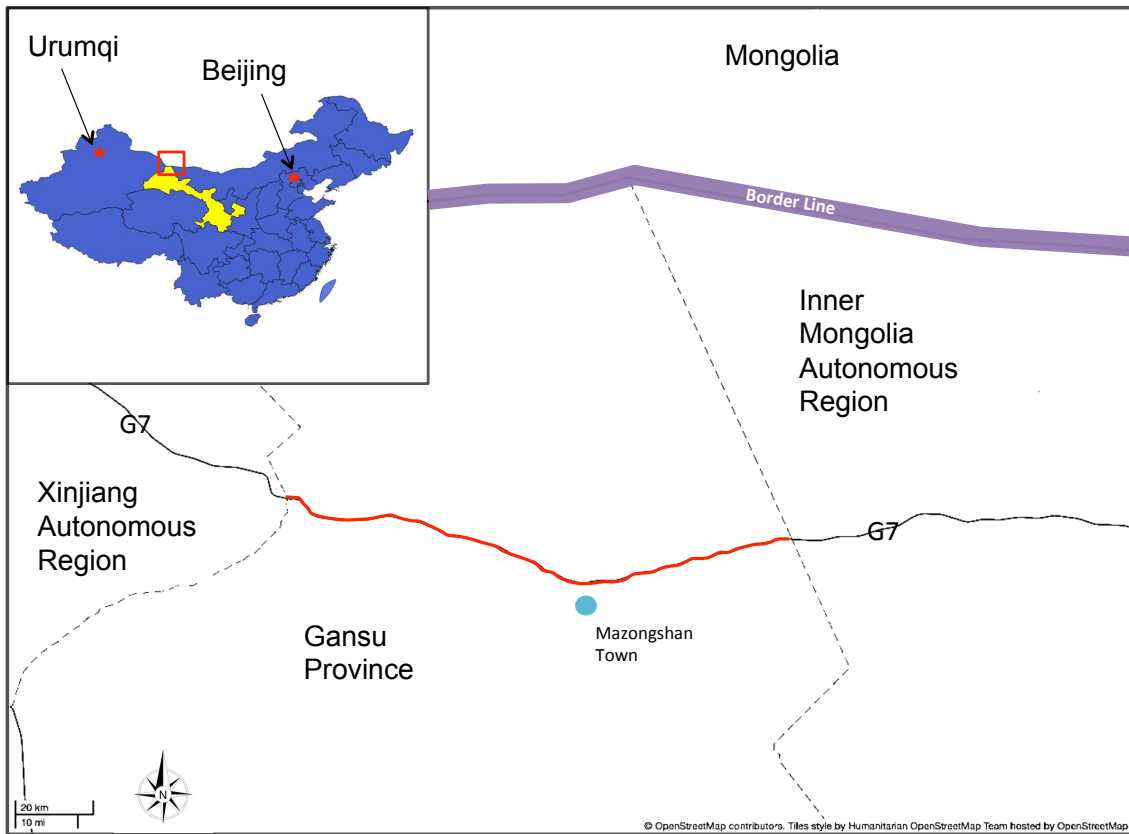 Urumqi
Beijing
Mongolia
Border Line
Inner
Mongolia
Autonomous
Region
G7
Xinjiang
Autonomous
Region
G7
Mazongshan
Town
Gansu
Province
N
20 km
10 mi
© OpenStreetMap contributors. Tiles style by Humanitarian OpenStreetMap Team hosted by OpenStreetMap